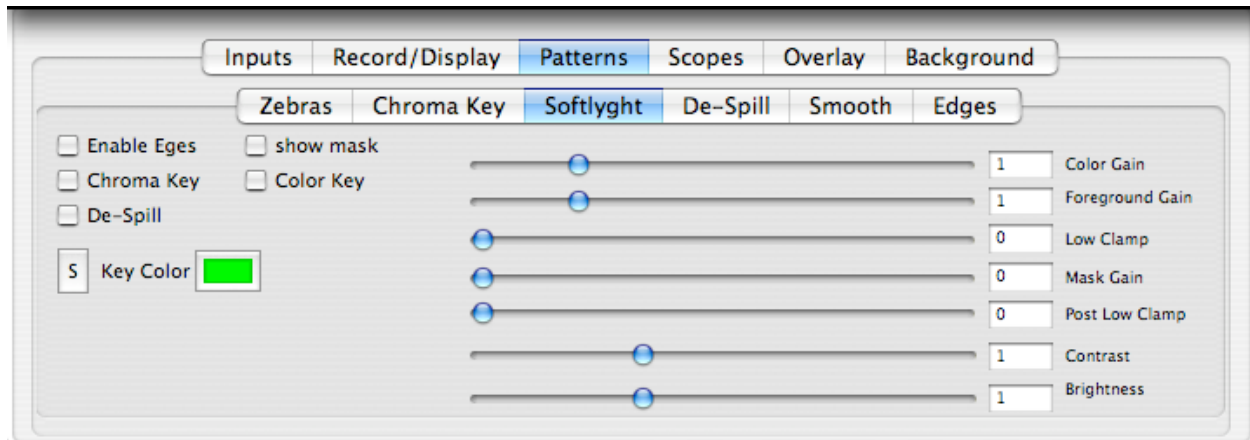 Inputs Record/Display Patterns Scopes Overlay Background
Zebras Chroma Key Softlyght De-Spill Smooth Edges
Enable Eges show mask
Chroma Key Color Key
De-Spill
S Key Color
1 Color Gain
1 Foreground Gain
0 Low Clamp
0 Mask Gain
0 Post Low Clamp
1 Contrast
1 Brightness